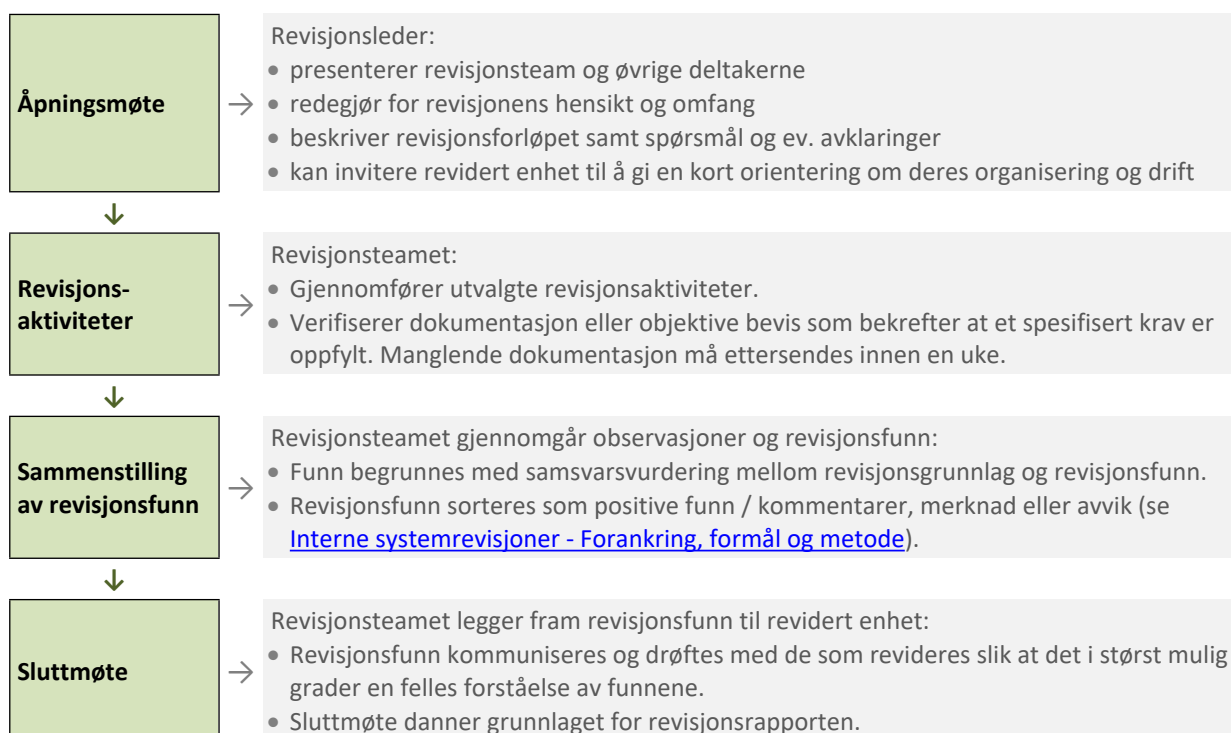 Åpningsmøte
→
Revisjonsleder:
• presenterer revisjonsteam og øvrige deltakerne
• redegjør for revisjonens hensikt og omfang
• beskriver revisjonsforløpet samt spørsmål og ev. avklaringer
• kan invitere revidert enhet til å gi en kort orientering om deres organisering og drift
↓
Revisjons-
aktiviteter
→
Revisjonsteamet:
• Gjennomfører utvalgte revisjonsaktiviteter.
• Verifiserer dokumentasjon eller objektive bevis som bekrefter at et spesifisert krav er
oppfylt. Manglende dokumentasjon må ettersendes innen en uke.
↓
Sammenstilling
av revisjonsfunn
→
Revisjonsteamet gjennomgår observasjoner og revisjonsfunn:
• Funn begrunnes med samsvarsvurdering mellom revisjonsgrunnlag og revisjonsfunn.
• Revisjonsfunn sorteres som positive funn / kommentarer, merknad eller avvik (se
Interne systemrevisjoner - Forankring, formål og metode).
↓
Sluttmøte
→
Revisjonsteamet legger fram revisjonsfunn til revidert enhet:
• Revisjonsfunn kommuniseres og drøftes med de som revideres slik at det i størst mulig
grader en felles forståelse av funnene.
• Sluttmøte danner grunnlaget for revisjonsrapporten.